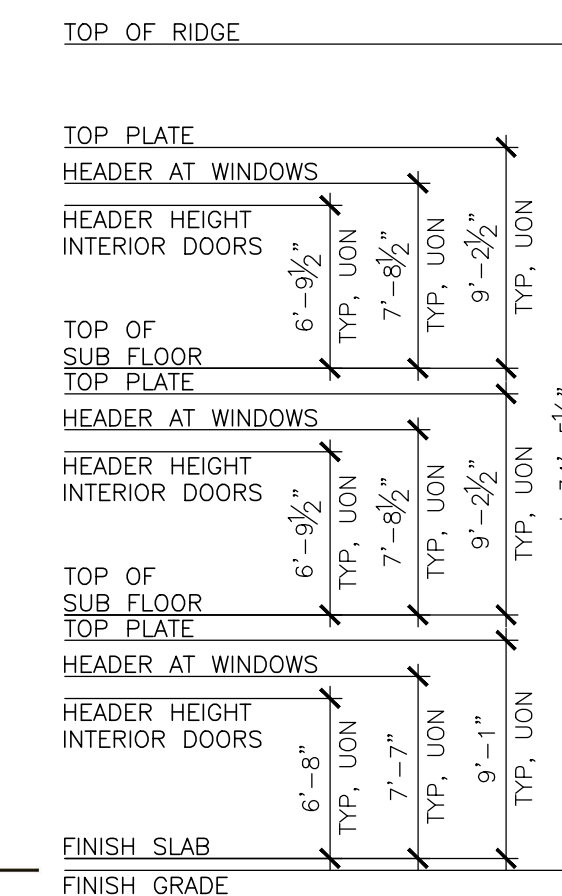 TOP OF RIDGE
TOP PLATE
HEADER AT WINDOWS
HEADER HEIGHT
INTERIOR DOORS
6'-9½"
TYP, UON
7'-8½"
TYP, UON
9'-2½"
TYP, UON
TOP OF
SUB FLOOR
TOP PLATE
HEADER AT WINDOWS
HEADER HEIGHT
INTERIOR DOORS
6'-9½"
TYP, UON
7'-8½"
TYP, UON
9'-2½"
TYP, UON
TOP OF
SUB FLOOR
TOP PLATE
HEADER AT WINDOWS
HEADER HEIGHT
INTERIOR DOORS
6'-8"
TYP, UON
7'-7"
TYP, UON
9'-1"
TYP, UON
FINISH SLAB
FINISH GRADE